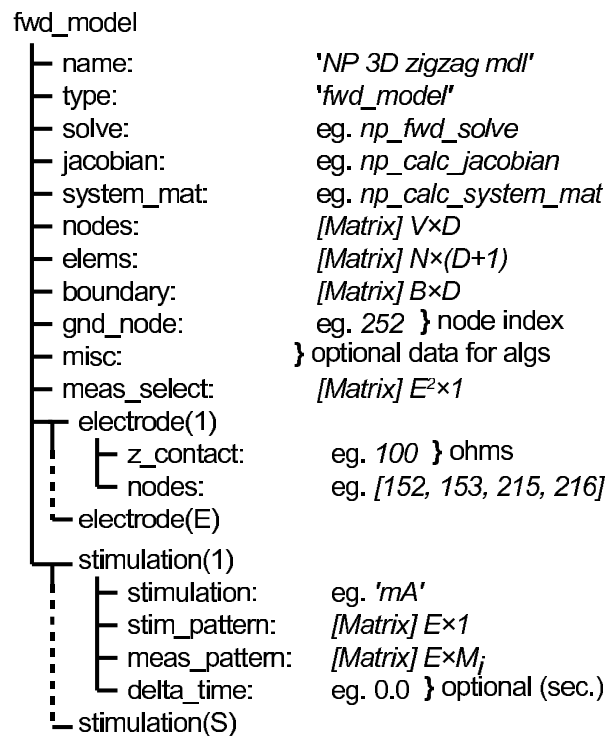 fwd_model
name: 'NP 3D zigzag mdl'
type: 'fwd_model'
solve: eg. np_fwd_solve
jacobian: eg. np_calc_jacobian
system_mat: eg. np_calc_system_mat
nodes: [Matrix] V×D
elems: [Matrix] N×(D+1)
boundary: [Matrix] B×D
gnd_node: eg. 252 } node index
misc: } optional data for algs
meas_select: [Matrix] E²×1
electrode(1)
z_contact: eg. 100 } ohms
nodes: eg. [152, 153, 215, 216]
electrode(E)
stimulation(1)
stimulation: eg. 'mA'
stim_pattern: [Matrix] E×1
meas_pattern: [Matrix] E×Mi
delta_time: eg. 0.0 } optional (sec.)
stimulation(S)